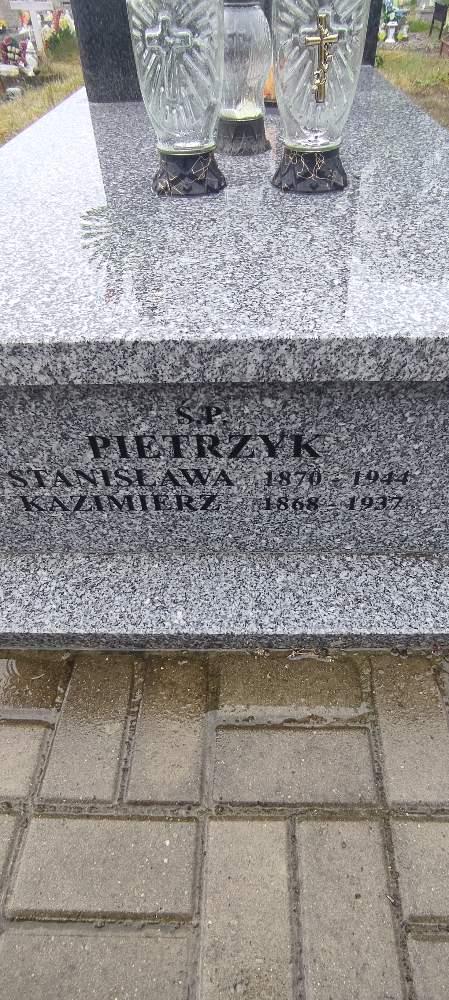 Ś.P.
PIETRZYK
STANISŁAWA 1870 - 1944
KAZIMIERZ 1868 - 1937